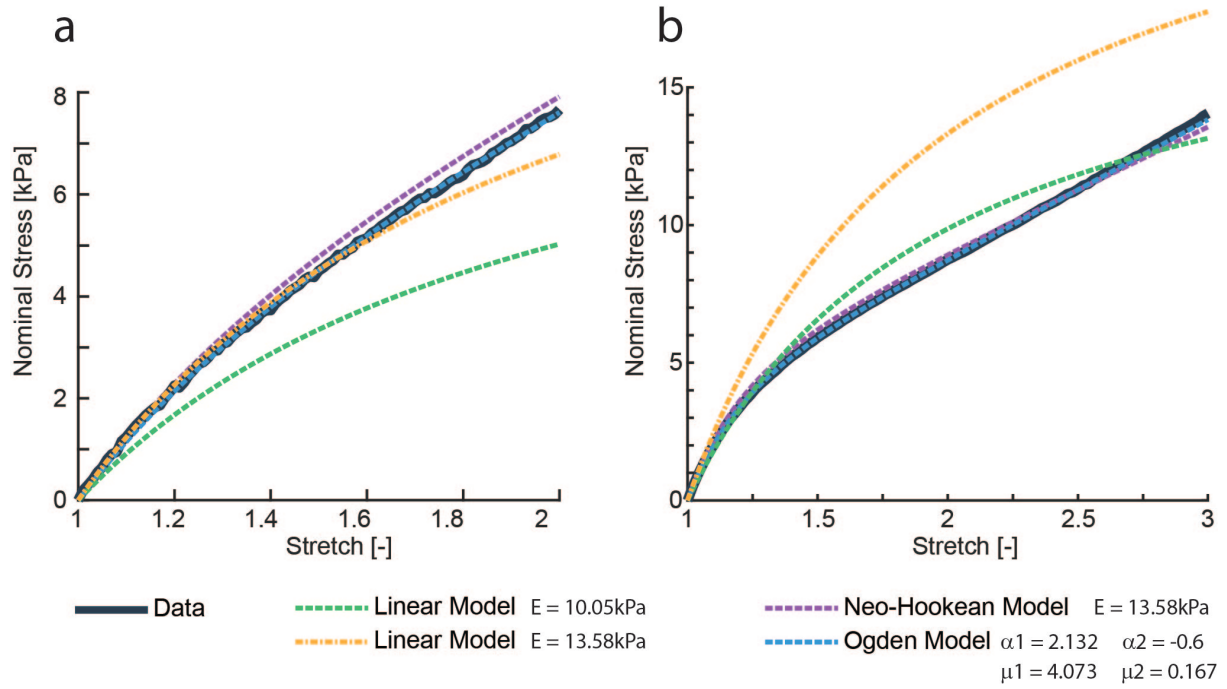 a
Nominal Stress [kPa]
8
6
4
2
0
1
1.2
1.4
1.6
1.8
2
Stretch [-]
b
Nominal Stress [kPa]
15
10
5
0
1
1.5
2
2.5
3
Stretch [-]
Data
Linear Model E = 10.05kPa
Linear Model E = 13.58kPa
Neo-Hookean Model E = 13.58kPa
Ogden Model α1 = 2.132 α2 = -0.6
μ1 = 4.073 μ2 = 0.167